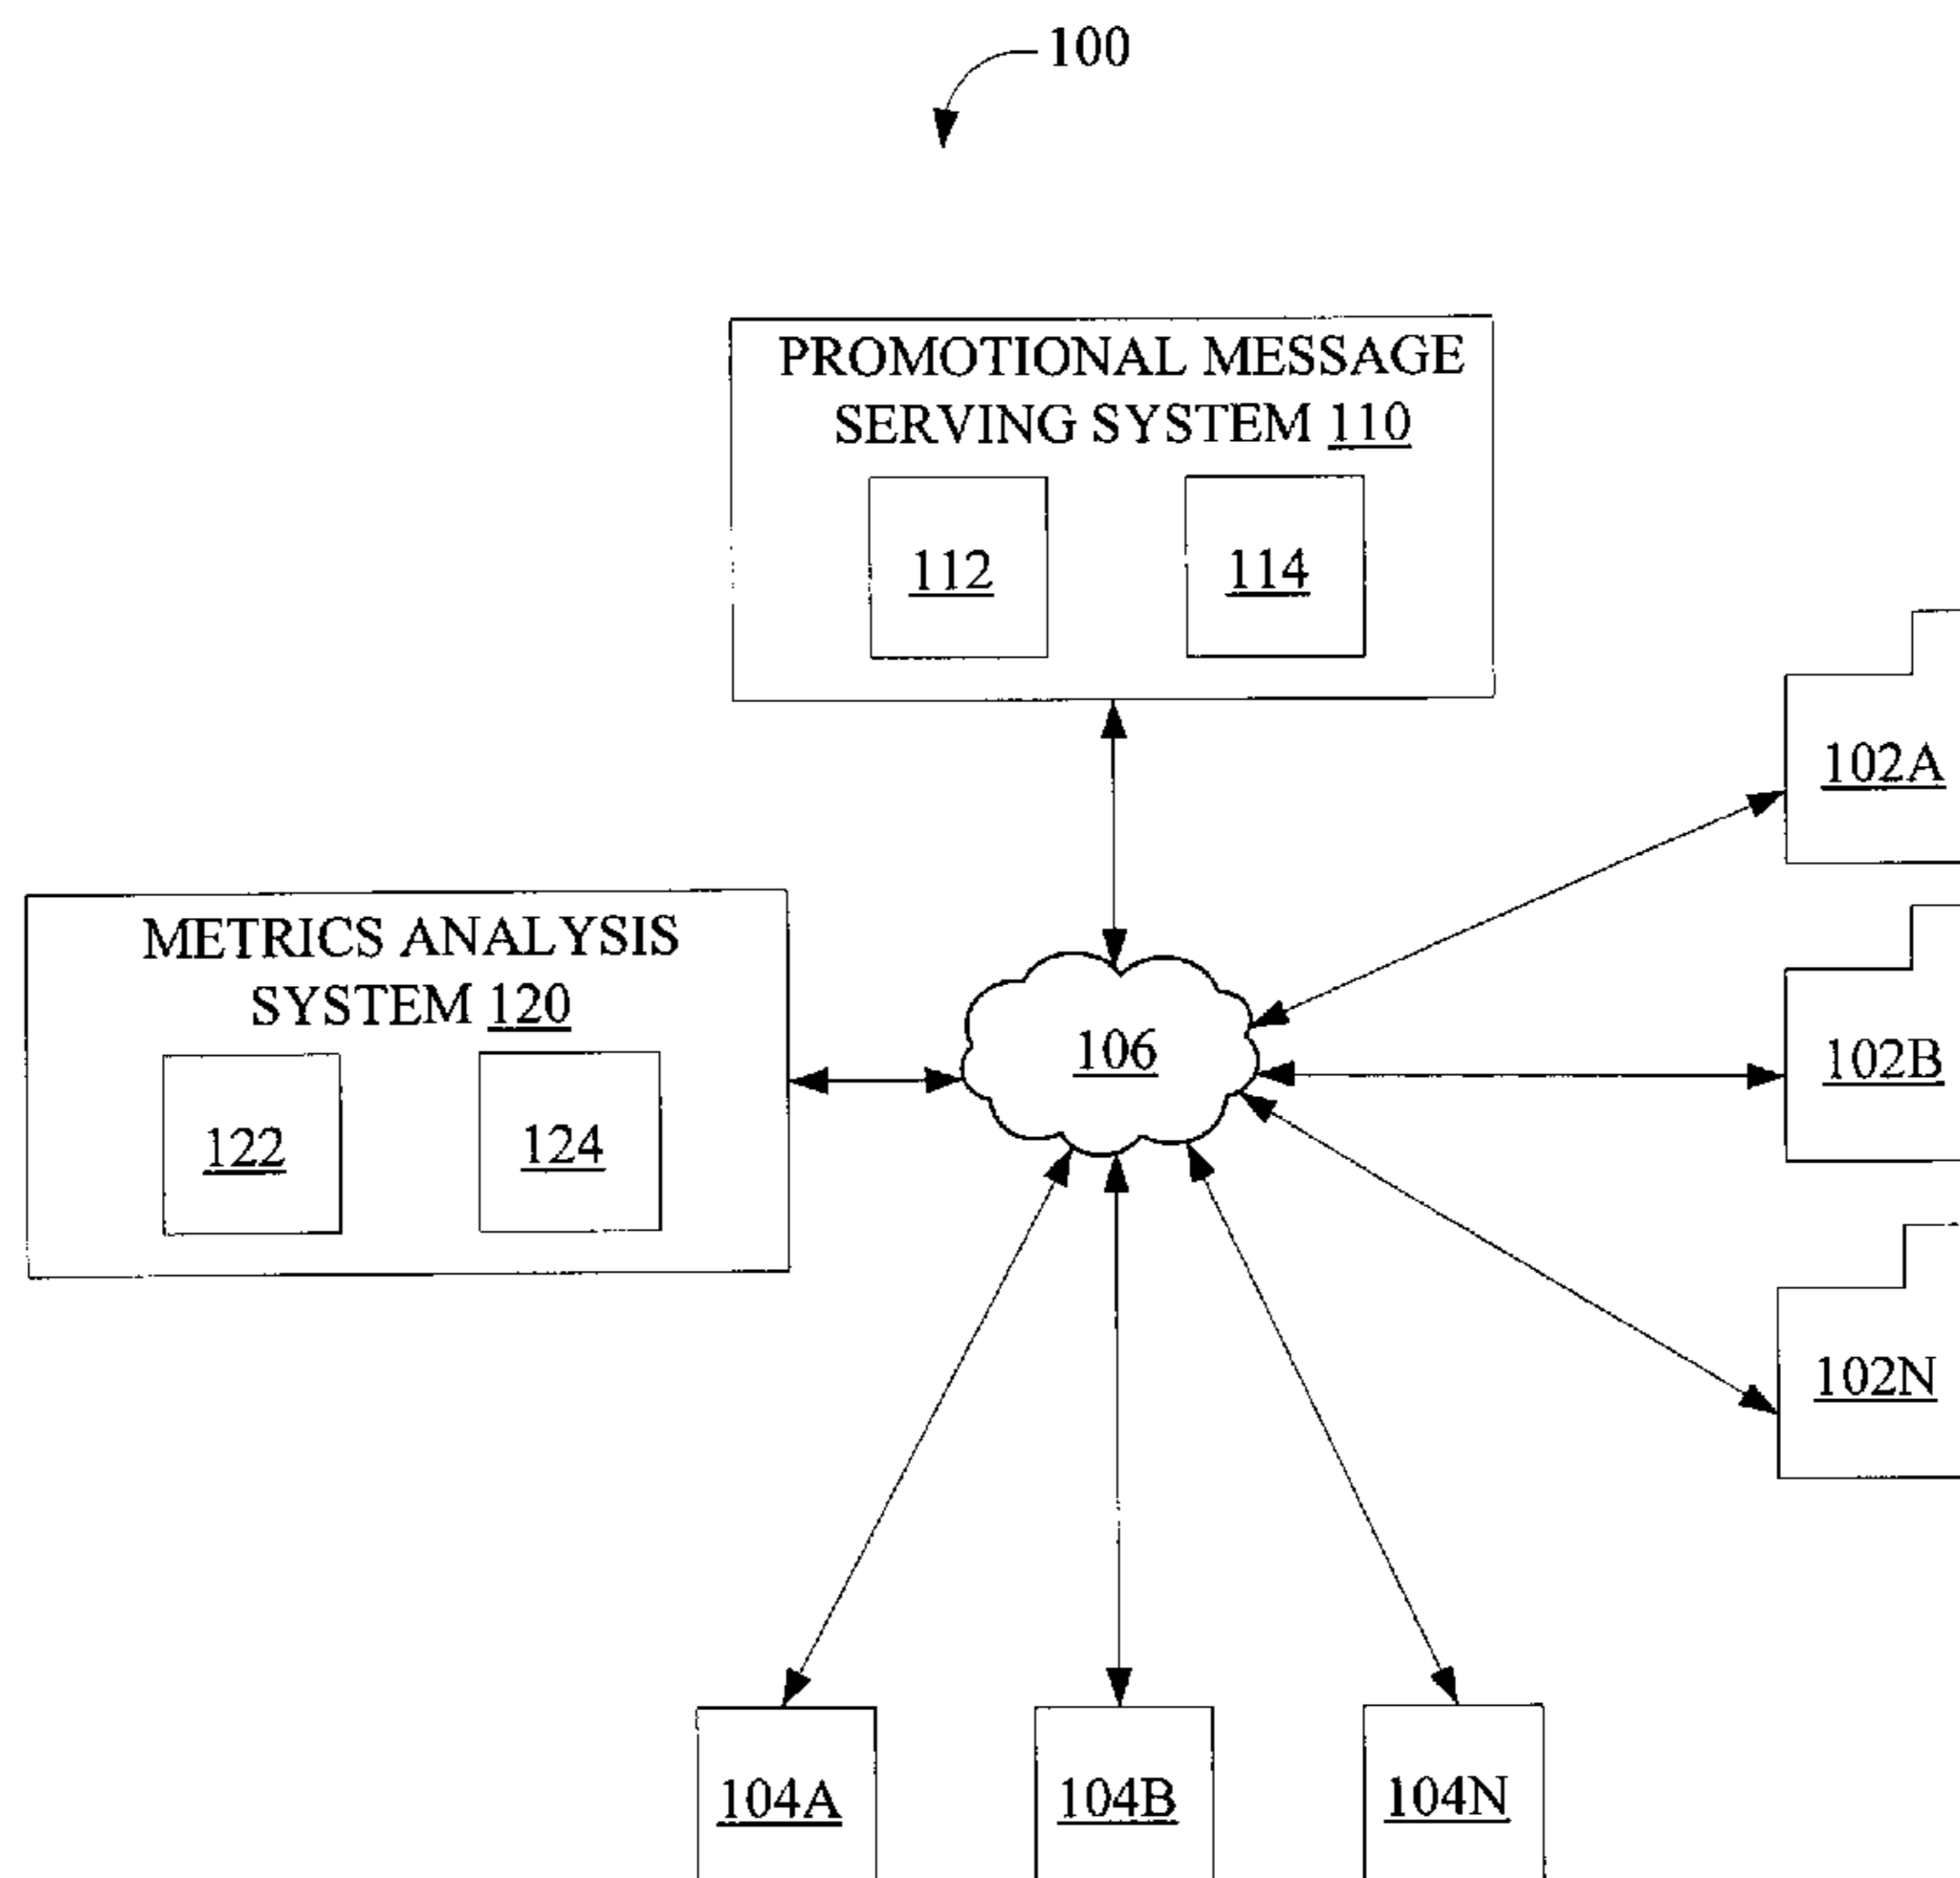 100
PROMOTIONAL MESSAGE
SERVING SYSTEM 110
112
114
102A
METRICS ANALYSIS
SYSTEM 120
106
102B
122
124
102N
104A
104B
104N